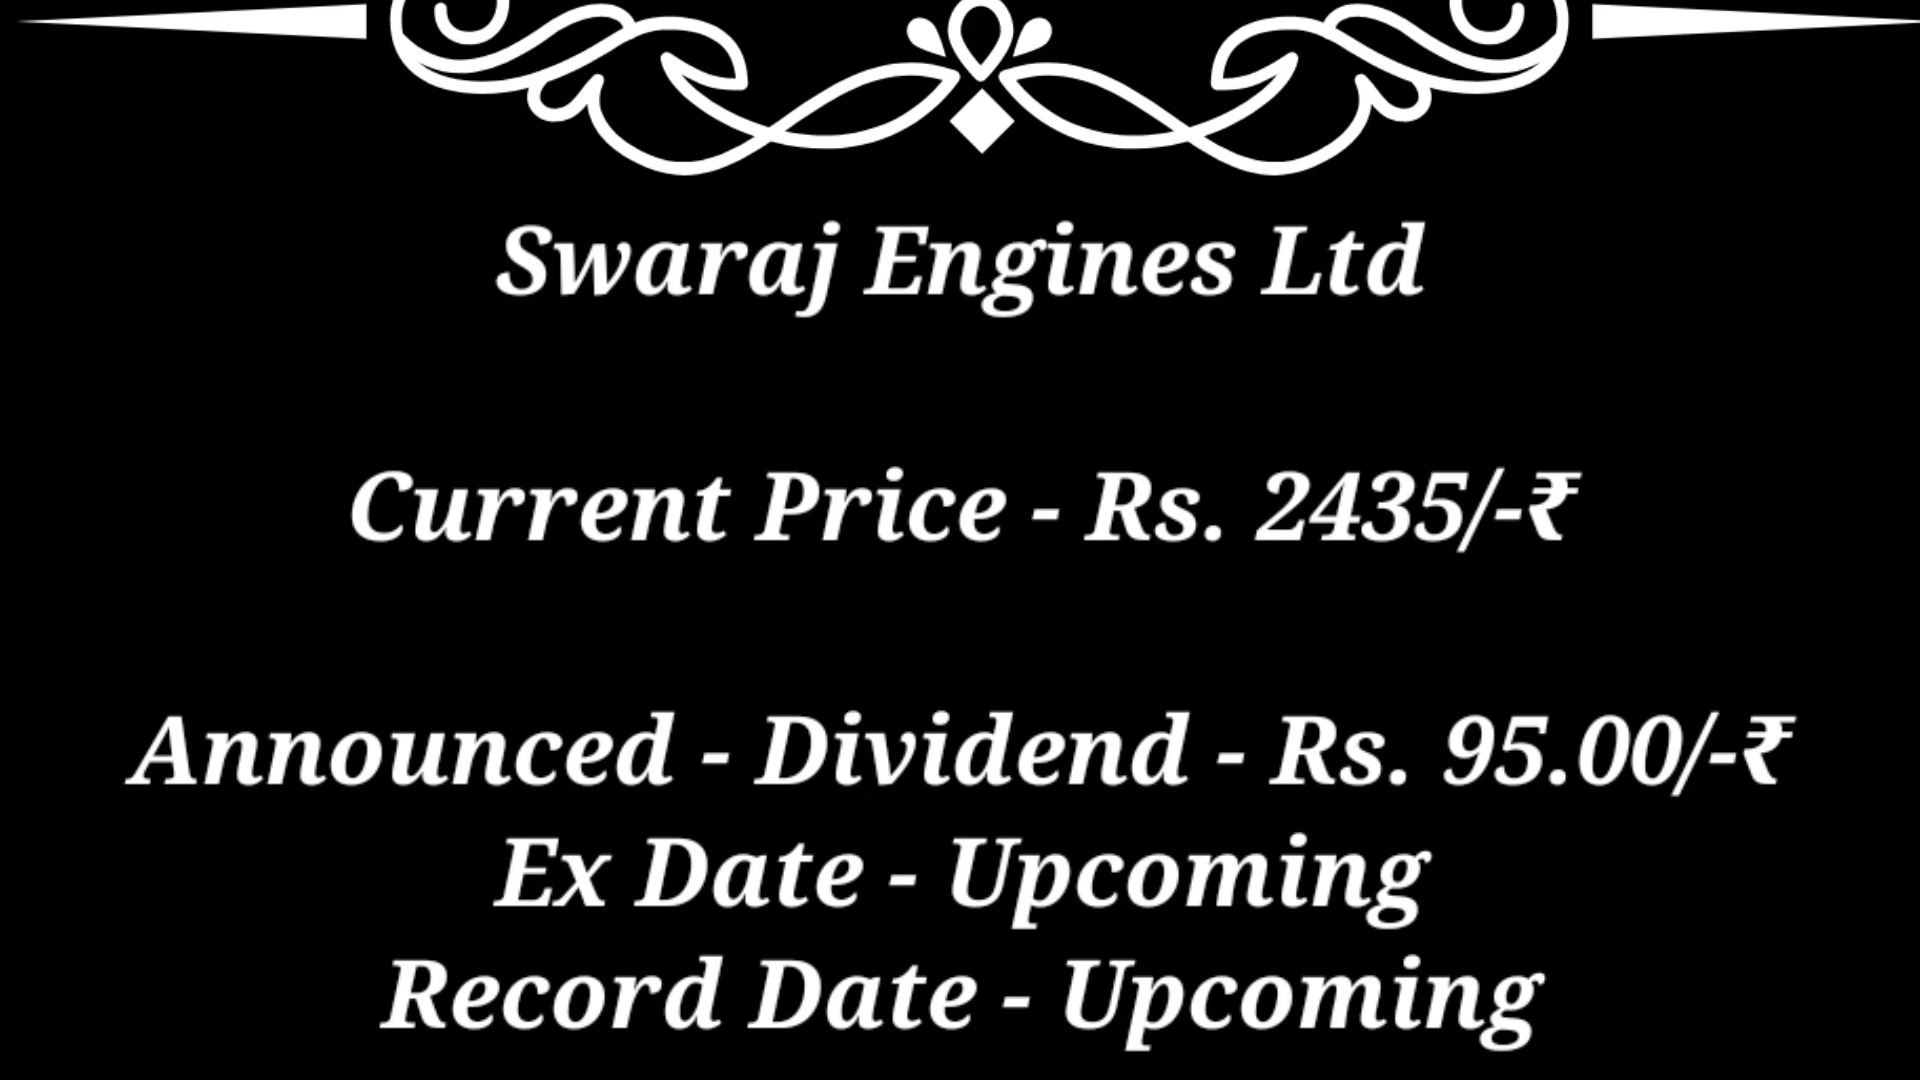 Swaraj Engines Ltd
Current Price - Rs. 2435/-₹
Announced - Dividend - Rs. 95.00/-₹
Ex Date - Upcoming
Record Date - Upcoming